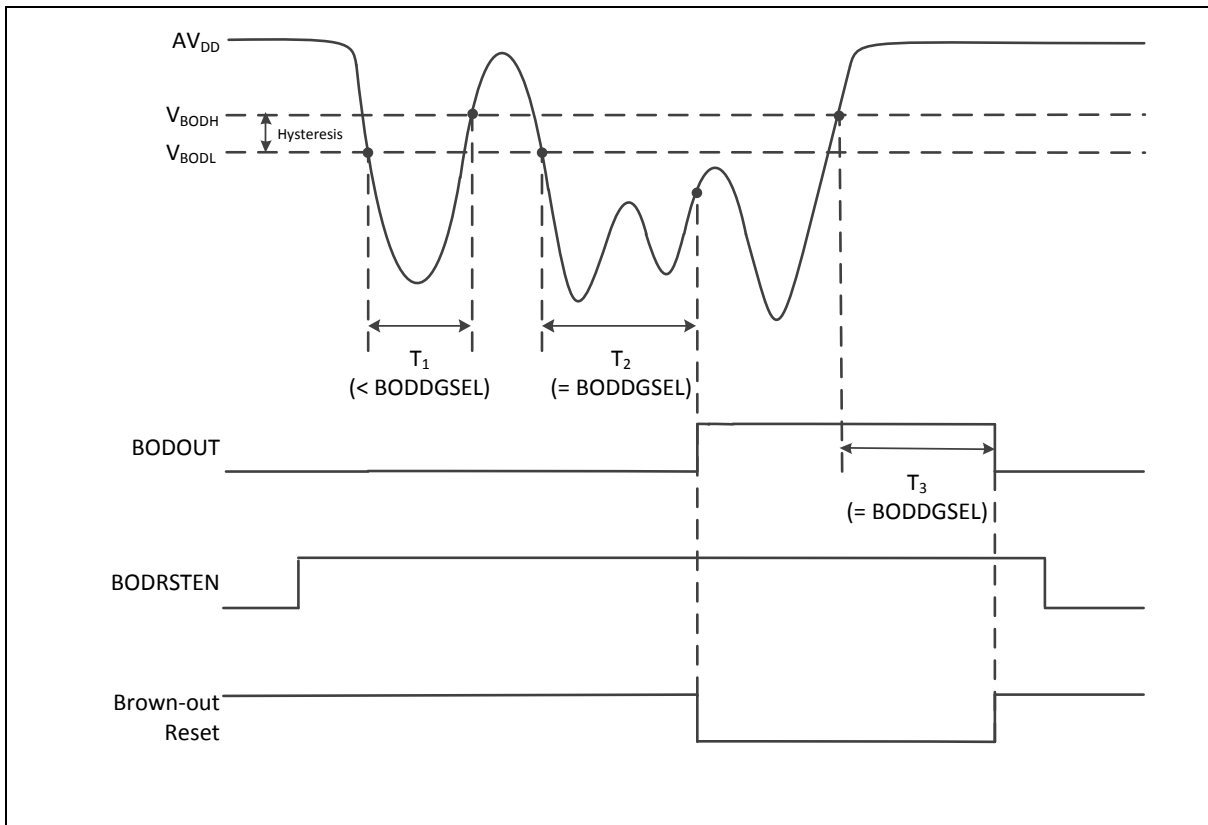 AVDD
VBODH
Hysteresis
VBODL
T1
(< BODDGSEL)
T2
(= BODDGSEL)
BODOUT
T3
(= BODDGSEL)
BODRSTEN
Brown-out
Reset